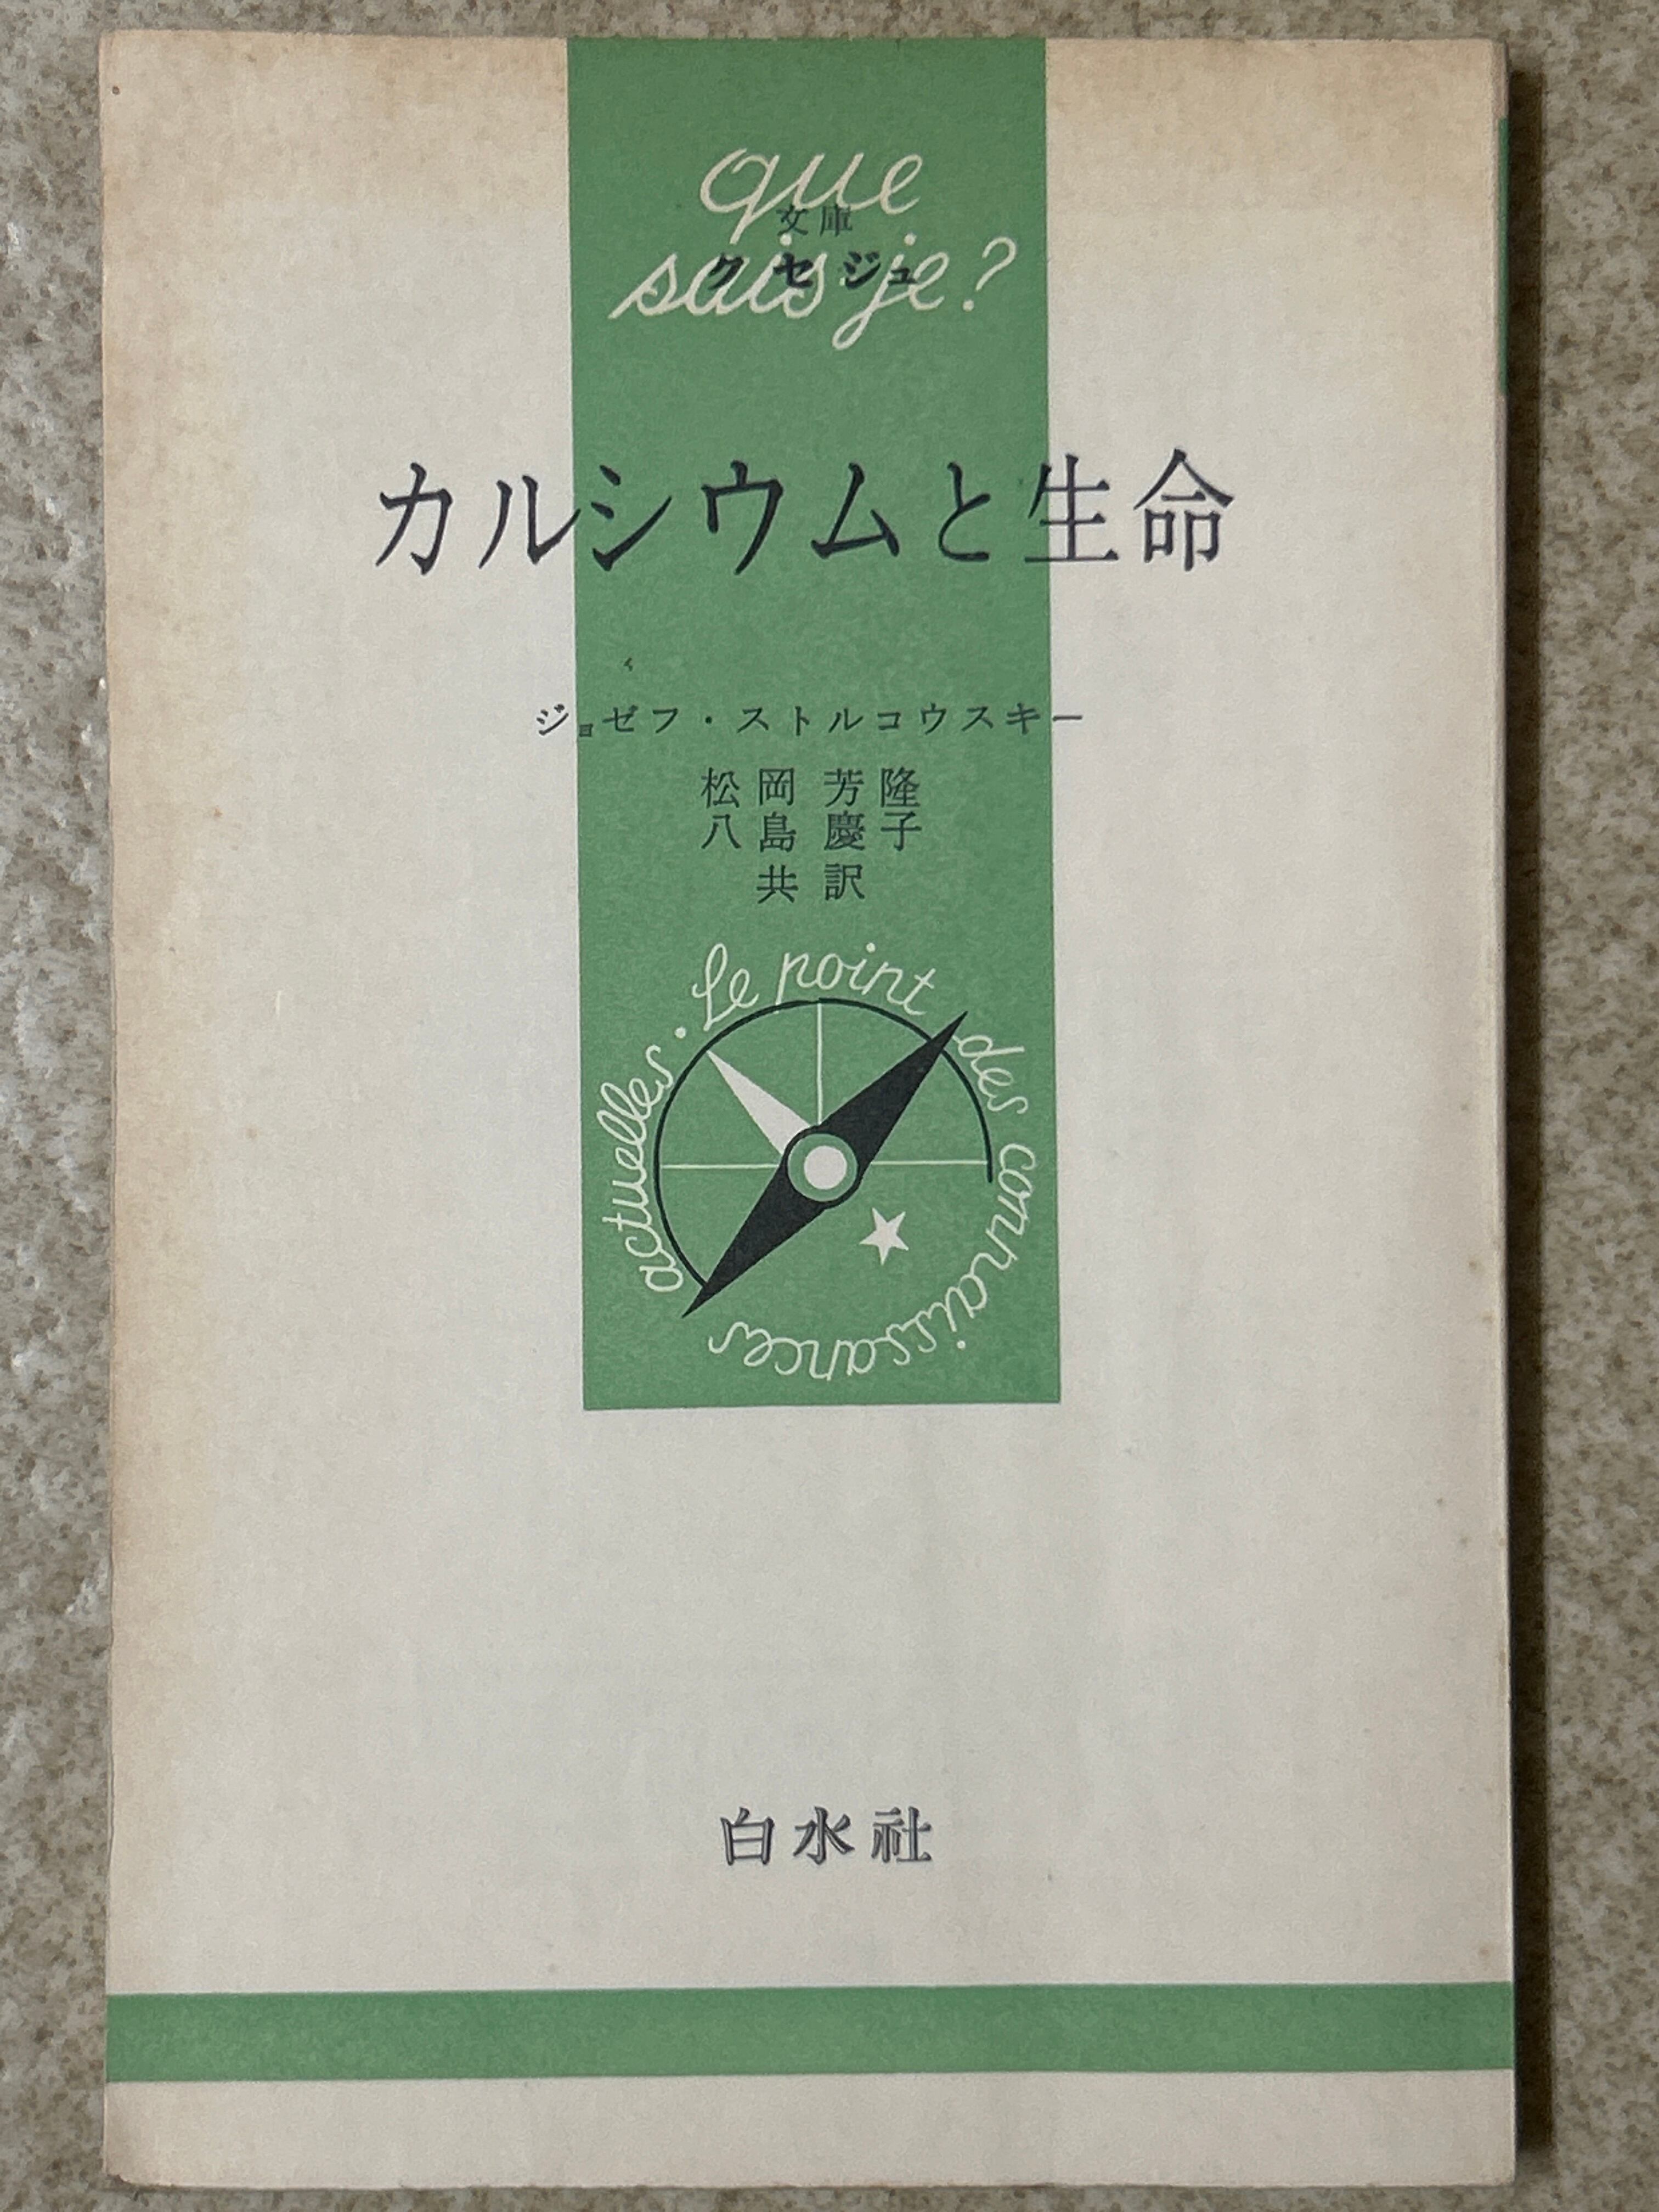 que
文庫
sais-je?
クセジュ
カルシウムと生命
ジョゼフ・ストルコウスキー
松岡芳隆
八島慶子
共訳
Le point des connaissances actuelles.
白水社